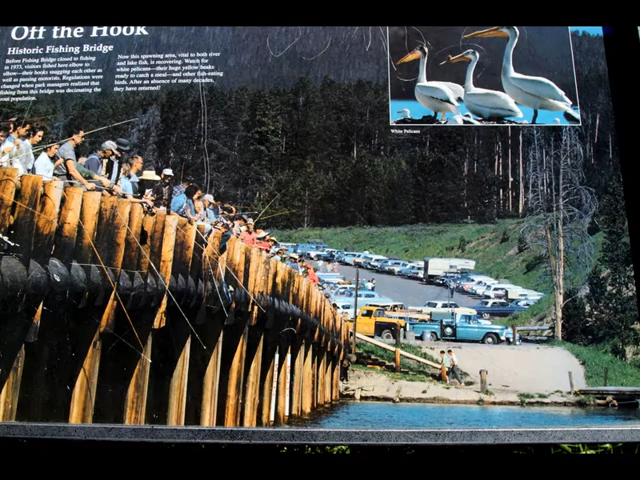 Off the Hook
Historic Fishing Bridge
Before Fishing Bridge closed to fishing
in 1973, visitors fished here elbow to
elbow—their hooks snagging each other as
well as passing motorists. Regulations were
changed when park managers realized that
fishing from this bridge was decimating the
trout population.
Now this spawning area, vital to both river
and lake fish, is recovering. Watch for
white pelicans—their huge yellow beaks
ready to catch a meal—and other fish-eating
birds. After an absence of many decades,
they have returned!
White Pelicans